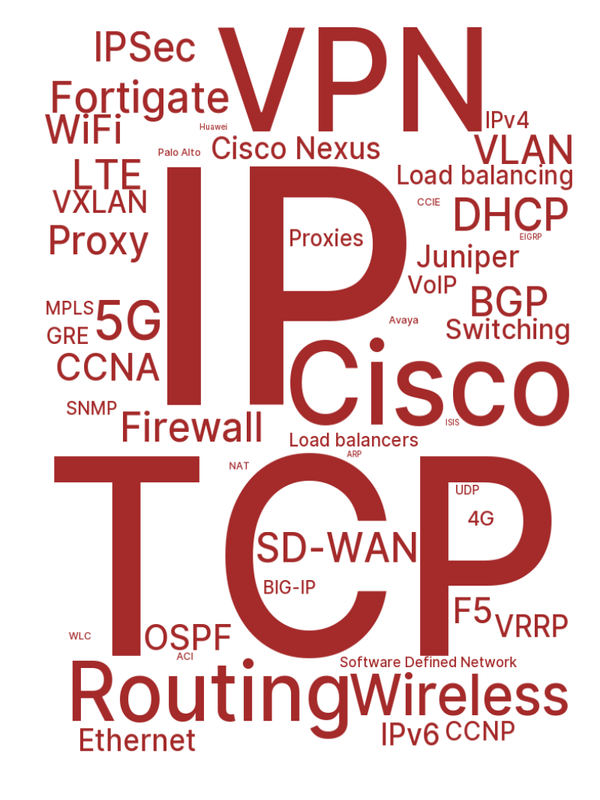 VPN
IPSec
Fortigate
WiFi
Huawei
IPv4
Palo Alto
Cisco Nexus
VLAN
LTE
Load balancing
VXLAN
CCIE
DHCP
Proxy
IP
Proxies
EIGRP
Juniper
VoIP
BGP
MPLS
5G
Avaya
Switching
GRE
CCNA
Cisco
SNMP
Firewall
ISIS
Load balancers
ARP
NAT
TCP
UDP
4G
SD-WAN
BIG-IP
F5
VRRP
WLC
OSPF
ACI
Software Defined Network
Routing
Wireless
Ethernet
IPv6
CCNP